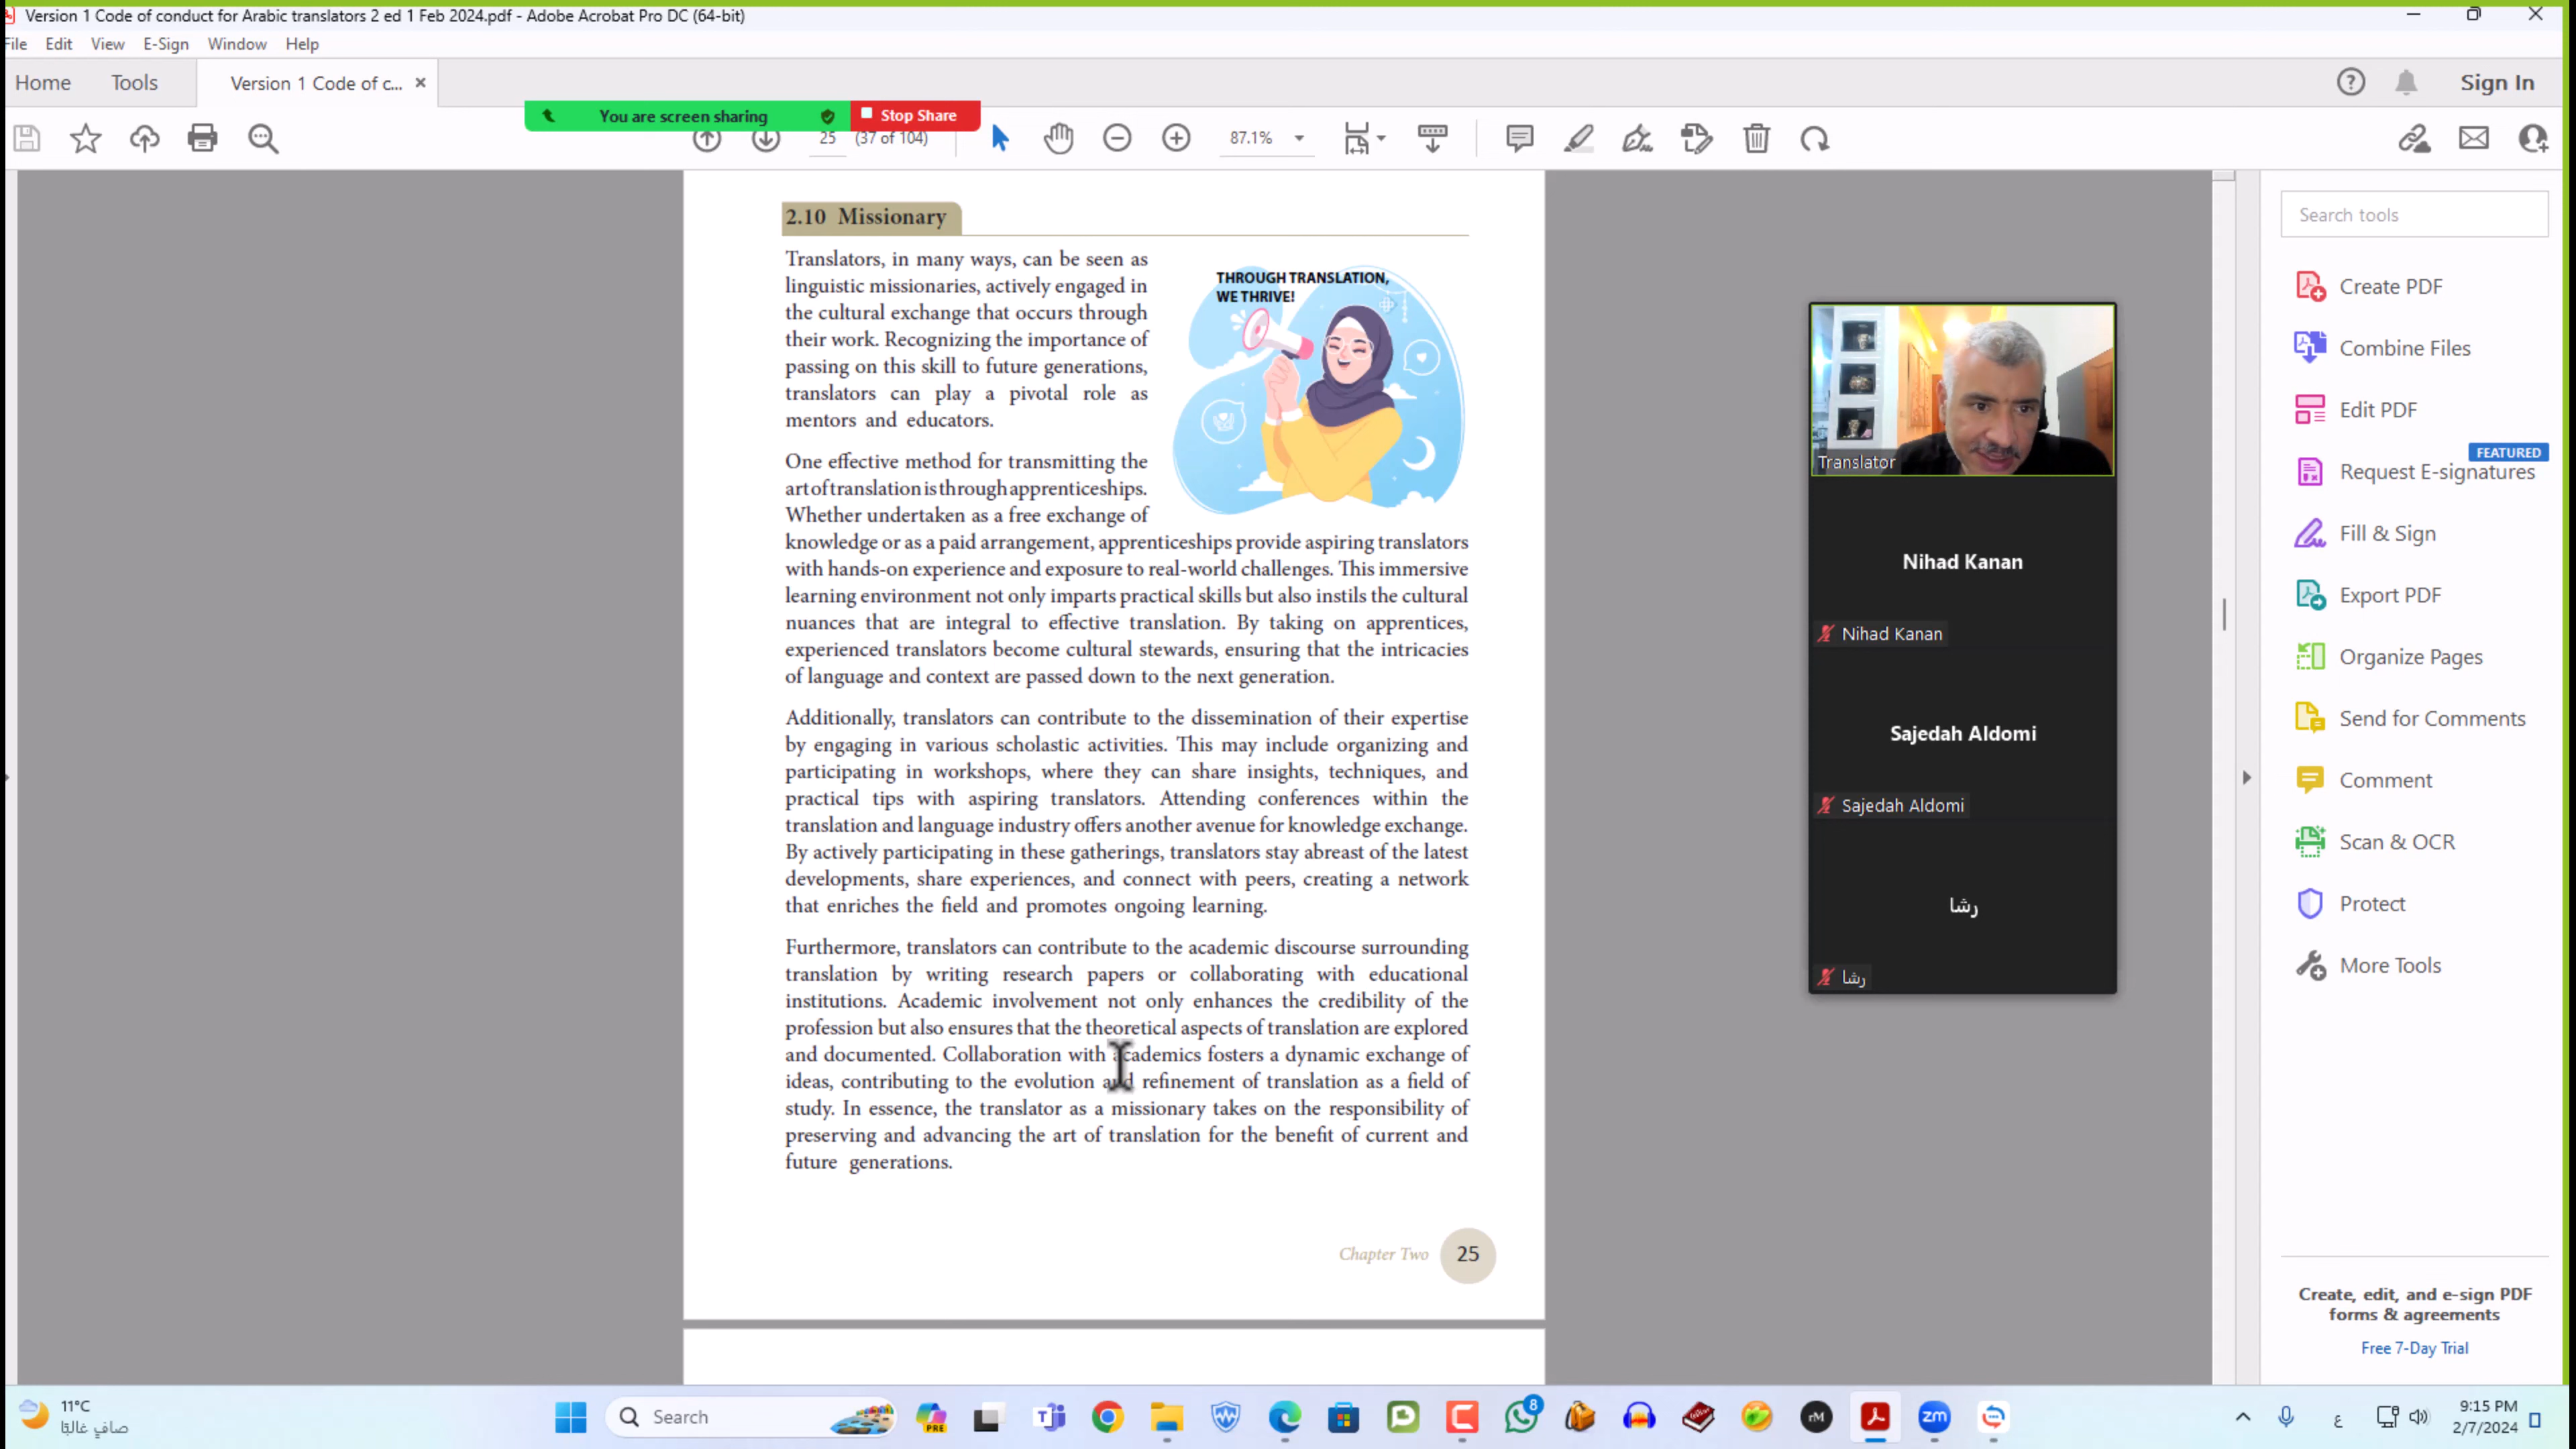 Version 1 Code of conduct for Arabic translators 2 ed 1 Feb 2024.pdf - Adobe Acrobat Pro DC (64-bit)
File Edit View E-Sign Window Help
Home Tools Version 1 Code of c... × Sign In
You are screen sharing Stop Share
25 (37 of 104) 87.1%
2.10 Missionary
THROUGH TRANSLATION,
WE THRIVE!
Translators, in many ways, can be seen as
linguistic missionaries, actively engaged in
the cultural exchange that occurs through
their work. Recognizing the importance of
passing on this skill to future generations,
translators can play a pivotal role as
mentors and educators.
One effective method for transmitting the
art of translation is through apprenticeships.
Whether undertaken as a free exchange of
knowledge or as a paid arrangement, apprenticeships provide aspiring translators
with hands-on experience and exposure to real-world challenges. This immersive
learning environment not only imparts practical skills but also instils the cultural
nuances that are integral to effective translation. By taking on apprentices,
experienced translators become cultural stewards, ensuring that the intricacies
of language and context are passed down to the next generation.
Additionally, translators can contribute to the dissemination of their expertise
by engaging in various scholastic activities. This may include organizing and
participating in workshops, where they can share insights, techniques, and
practical tips with aspiring translators. Attending conferences within the
translation and language industry offers another avenue for knowledge exchange.
By actively participating in these gatherings, translators stay abreast of the latest
developments, share experiences, and connect with peers, creating a network
that enriches the field and promotes ongoing learning.
Furthermore, translators can contribute to the academic discourse surrounding
translation by writing research papers or collaborating with educational
institutions. Academic involvement not only enhances the credibility of the
profession but also ensures that the theoretical aspects of translation are explored
and documented. Collaboration with academics fosters a dynamic exchange of
ideas, contributing to the evolution and refinement of translation as a field of
study. In essence, the translator as a missionary takes on the responsibility of
preserving and advancing the art of translation for the benefit of current and
future generations.
Chapter Two 25
Translator
Nihad Kanan
Nihad Kanan
Sajedah Aldomi
Sajedah Aldomi
رشا
رشا
Search tools
Create PDF
Combine Files
Edit PDF
FEATURED
Request E-signatures
Fill & Sign
Export PDF
Organize Pages
Send for Comments
Comment
Scan & OCR
Protect
More Tools
Create, edit, and e-sign PDF
forms & agreements
Free 7-Day Trial
11°C
صافٍ غالبًا
Search
PRE
8
rM
zm
ع
9:15 PM
2/7/2024